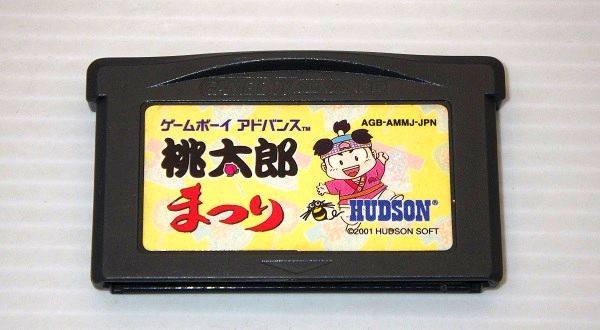 ゲームボーイ アドバンス™
AGB-AMMJ-JPN
桃太郎
まつり
HUDSON®
©2001 HUDSON SOFT